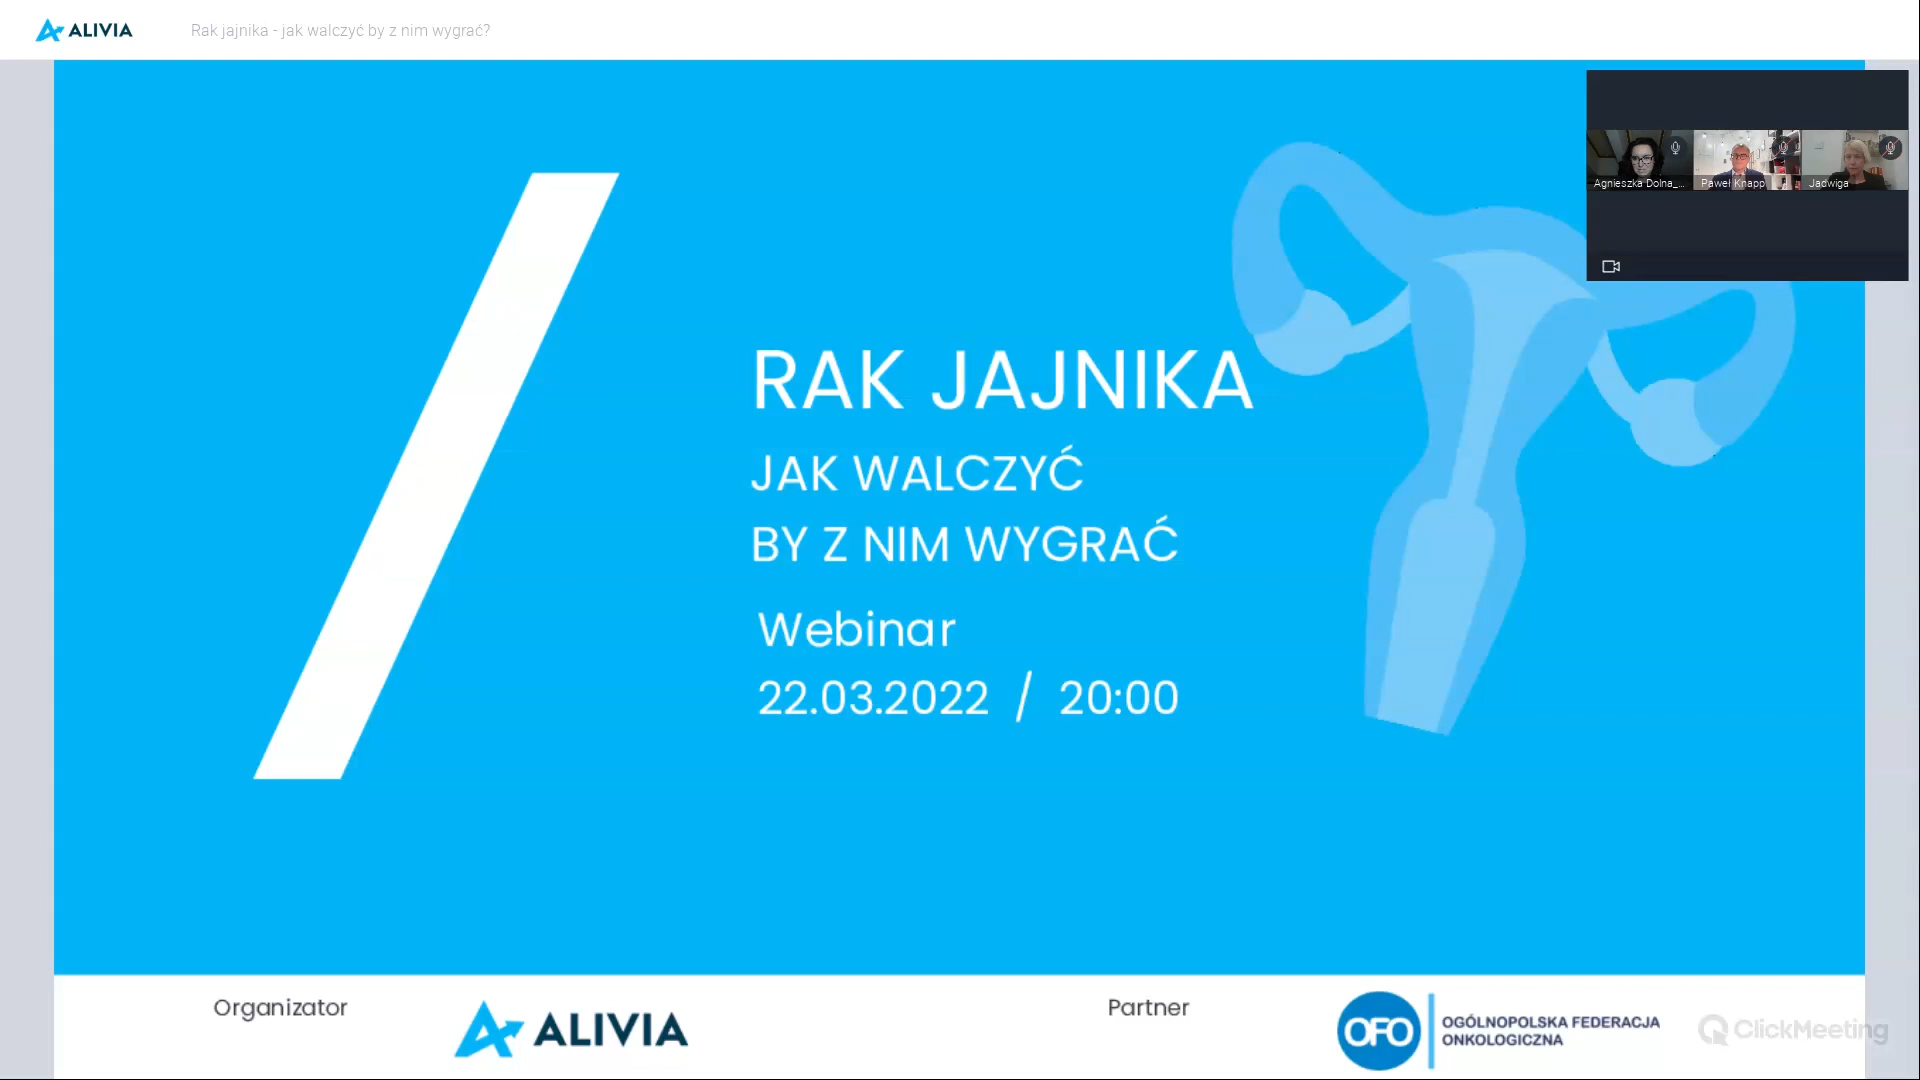 ALIVIA
Rak jajnika - jak walczyć by z nim wygrać?
Agnieszka Dolna_...
Paweł Knapp
Jadwiga
RAK JAJNIKA
JAK WALCZYĆ
BY Z NIM WYGRAĆ
Webinar
22.03.2022 / 20:00
Organizator
ALIVIA
Partner
OFO
OGÓLNOPOLSKA FEDERACJA
ONKOLOGICZNA
ClickMeeting